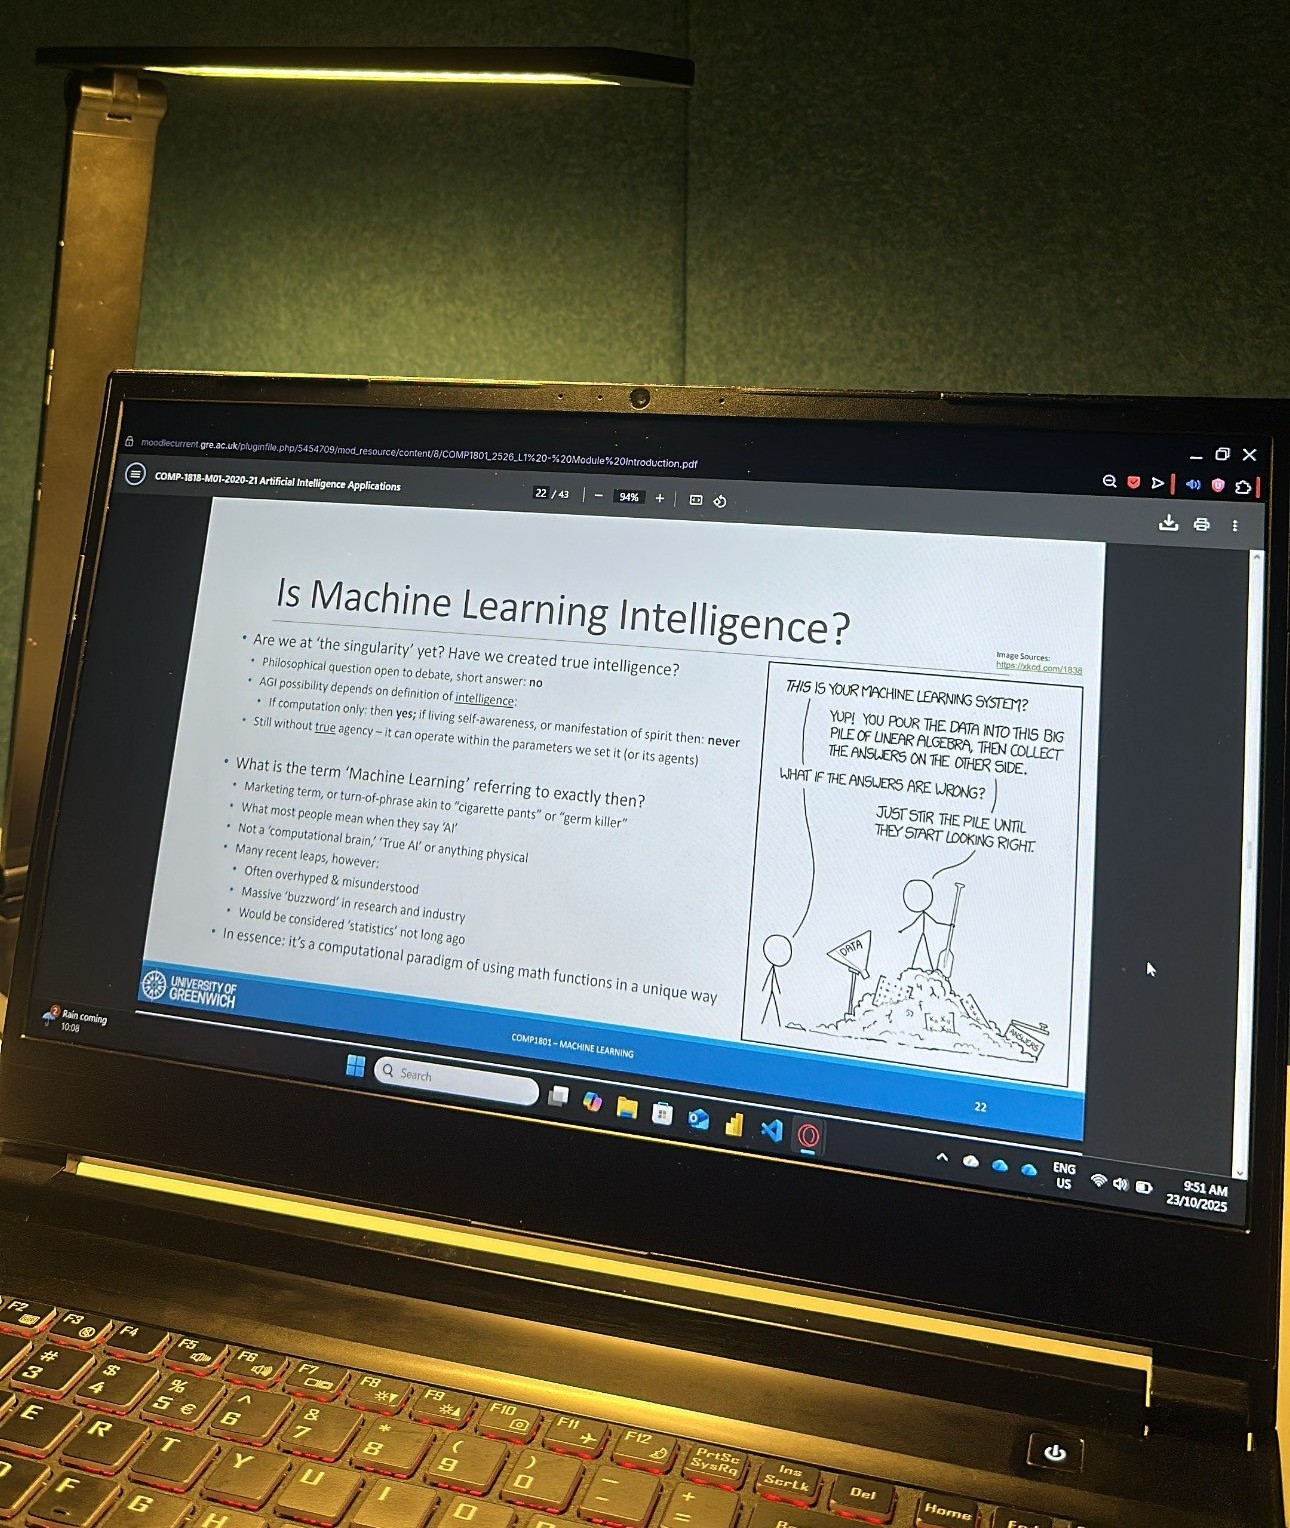 moodlecurrent.gre.ac.uk/pluginfile.php/5454709/mod_resource/content/8/COMP1801_2526_L1%20-%20Module%20Introduction.pdf
COMP-1818-M01-2020-21 Artificial Intelligence Applications
22 / 43
94%
Is Machine Learning Intelligence?
• Are we at ‘the singularity’ yet? Have we created true intelligence?
• Philosophical question open to debate, short answer: no
• AGI possibility depends on definition of intelligence:
• If computation only: then yes; if living self-awareness, or manifestation of spirit then: never
• Still without true agency – it can operate within the parameters we set it (or its agents)
• What is the term ‘Machine Learning’ referring to exactly then?
• Marketing term, or turn-of-phrase akin to “cigarette pants” or “germ killer”
• What most people mean when they say ‘AI’
• Not a ‘computational brain,’ ‘True AI’ or anything physical
• Many recent leaps, however:
• Often overhyped & misunderstood
• Massive ‘buzzword’ in research and industry
• Would be considered ‘statistics’ not long ago
• In essence: it’s a computational paradigm of using math functions in a unique way
Image Sources:
https://xkcd.com/1838
THIS IS YOUR MACHINE LEARNING SYSTEM?
YUP! YOU POUR THE DATA INTO THIS BIG
PILE OF LINEAR ALGEBRA, THEN COLLECT
THE ANSWERS ON THE OTHER SIDE.
WHAT IF THE ANSWERS ARE WRONG?
JUST STIR THE PILE UNTIL
THEY START LOOKING RIGHT.
DATA
ANSWERS
UNIVERSITY OF
GREENWICH
COMP1801 – MACHINE LEARNING
22
2
Rain coming
10:08
Search
ENG
US
9:51 AM
23/10/2025
F2 F3 F4 F5 F6 F7 F8 F9 F10 F11 F12 PrtSc SysRq Ins ScrLk Del Home
# 3 $ 4 % 5 € ^ 6 & 7 * 8 ( 9 ) 0 _ - + =
E R T Y U I O
F G H